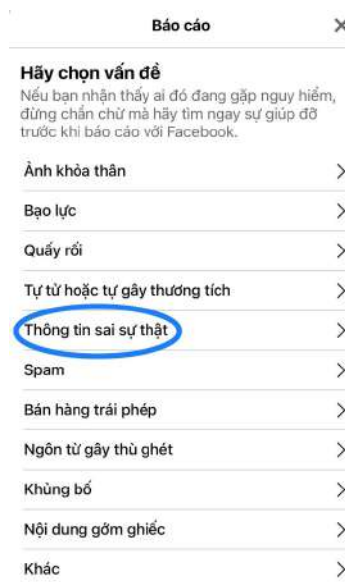 Báo cáo
Hãy chọn vấn đề
Nếu bạn nhận thấy ai đó đang gặp nguy hiểm,
đừng chần chừ mà hãy tìm ngay sự giúp đỡ
trước khi báo cáo với Facebook.
Ảnh khỏa thân
Bạo lực
Quấy rối
Tự tử hoặc tự gây thương tích
Thông tin sai sự thật
Spam
Bán hàng trái phép
Ngôn từ gây thù ghét
Khủng bố
Nội dung gớm ghiếc
Khác